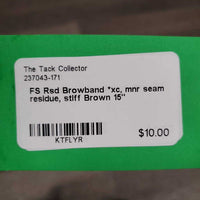 The Tack Collector
237043-171
FS Rsd Browband *xc, mnr seam
residue, stiff Brown 15"
KTFLYR
$10.00